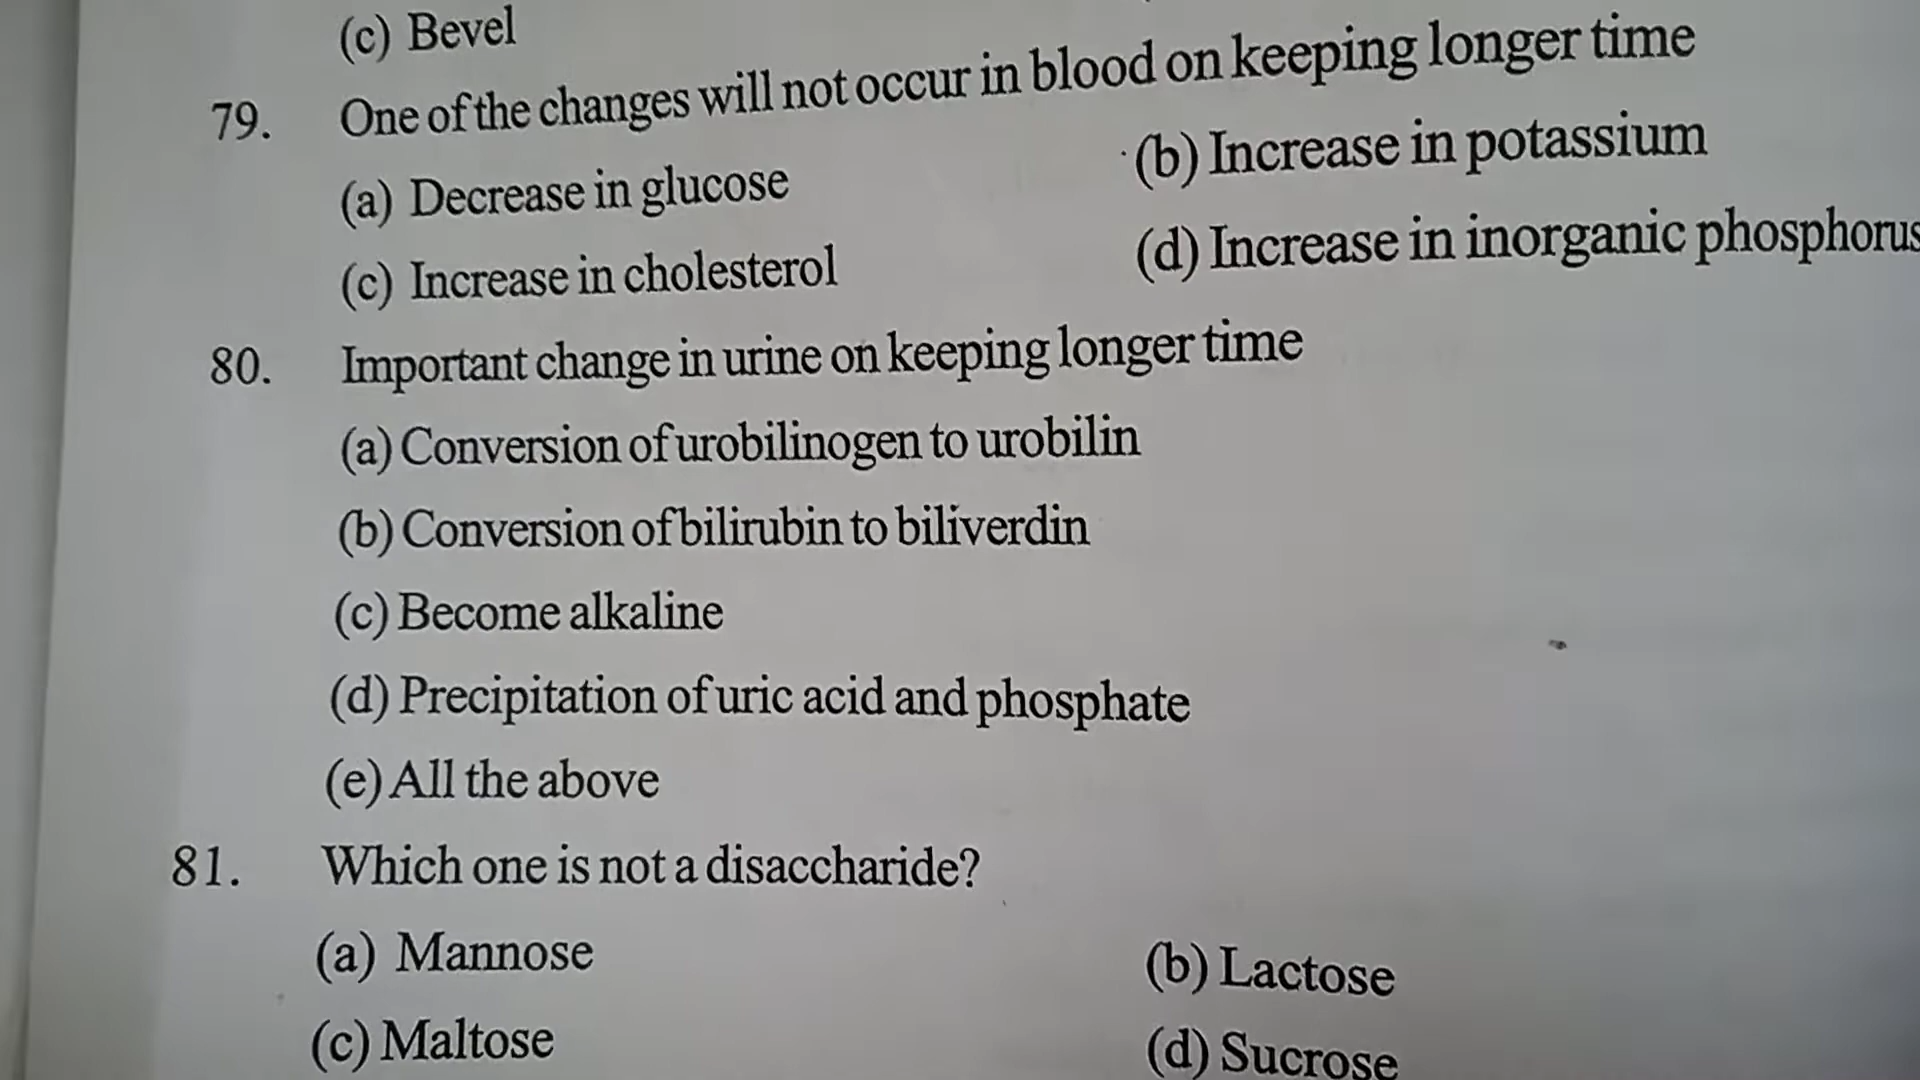 (c) Bevel
79. One of the changes will not occur in blood on keeping longer time
(a) Decrease in glucose (b) Increase in potassium
(c) Increase in cholesterol (d) Increase in inorganic phosphorus
80. Important change in urine on keeping longer time
(a) Conversion of urobilinogen to urobilin
(b) Conversion of bilirubin to biliverdin
(c) Become alkaline
(d) Precipitation of uric acid and phosphate
(e) All the above
81. Which one is not a disaccharide?
(a) Mannose (b) Lactose
(c) Maltose (d) Sucrose